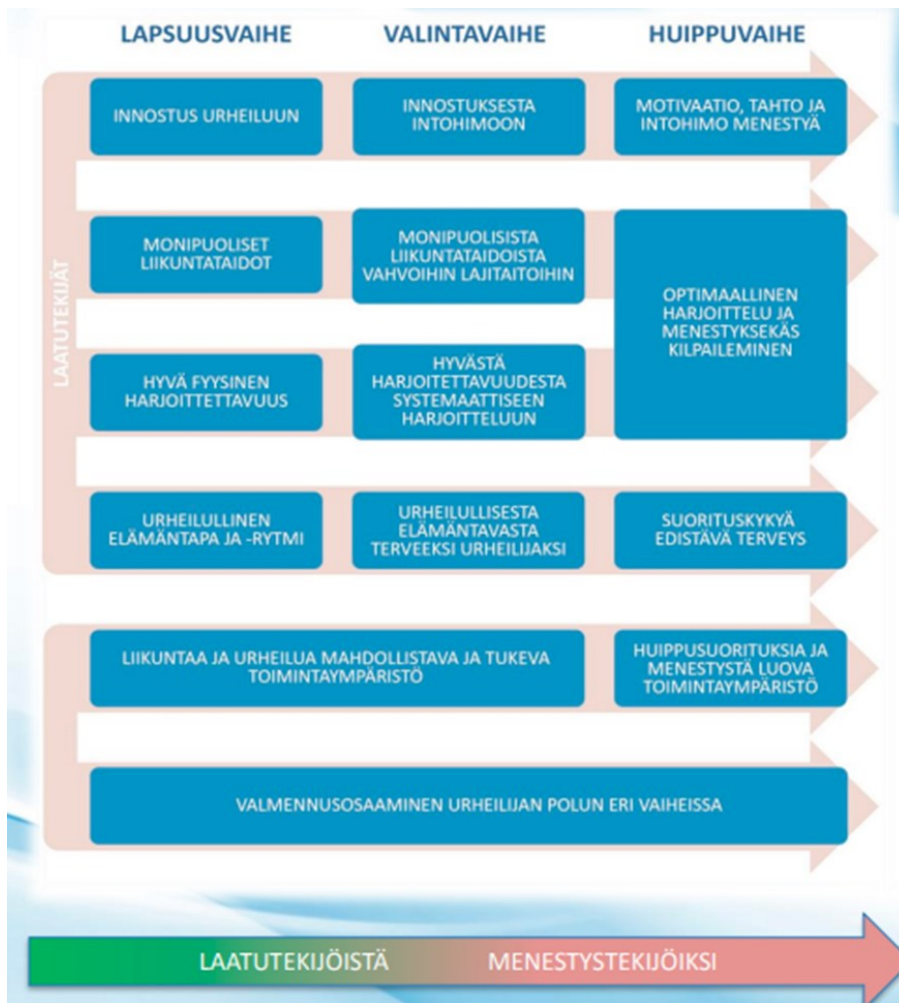 LAPSUUSVAIHE
VALINTAVAIHE
HUIPPUVAIHE
LAATUTEKIJÄT
INNOSTUS URHEILUUN
INNOSTUKSESTA
INTOHIMOON
MOTIVAATIO, TAHTO JA
INTOHIMO MENESTYÄ
MONIPUOLISET
LIIKUNTATAIDOT
MONIPUOLISISTA
LIIKUNTATAIDOISTA
VAHVOIHIN LAJITAITOIHIN
OPTIMAALLINEN
HARJOITTELU JA
MENESTYKSEKÄS
KILPAILEMINEN
HYVÄ FYYSINEN
HARJOITTETTAVUUS
HYVÄSTÄ
HARJOITETTAVUUDESTA
SYSTEMAATTISEEN
HARJOITTELUUN
URHEILULLINEN
ELÄMÄNTAPA JA -RYTMI
URHEILULLISESTA
ELÄMÄNTAVASTA
TERVEEKSI URHEILIJAKSI
SUORITUSKYKYÄ
EDISTÄVÄ TERVEYS
LIIKUNTAA JA URHEILUA MAHDOLLISTAVA JA TUKEVA
TOIMINTAYMPÄRISTÖ
HUIPPUSUORITUKSIA JA
MENESTYSTÄ LUOVA
TOIMINTAYMPÄRISTÖ
VALMENNUSOSAAMINEN URHEILIJAN POLUN ERI VAIHEISSA
LAATUTEKIJÖISTÄ MENESTYSTEKIJÖIKSI